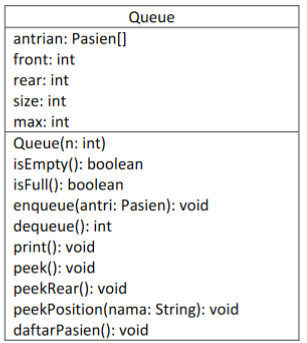 Queue
antrian: Pasien[]
front: int
rear: int
size: int
max: int
Queue(n: int)
isEmpty(): boolean
isFull(): boolean
enqueue(antri: Pasien): void
dequeue(): int
print(): void
peek(): void
peekRear(): void
peekPosition(nama: String): void
daftarPasien(): void